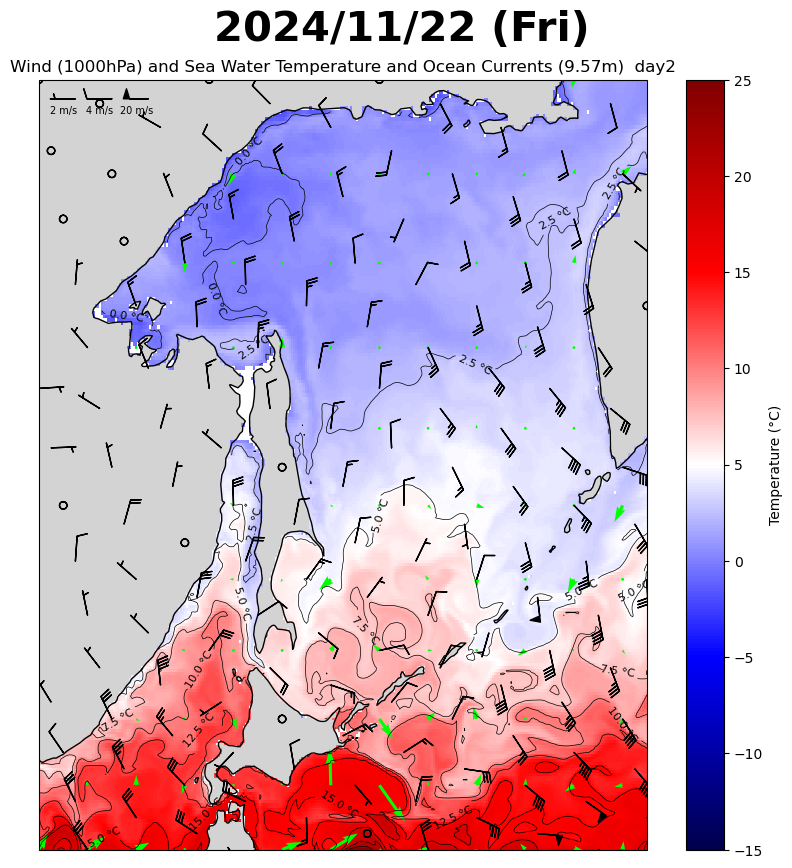 2024/11/22 (Fri)
Wind (1000hPa) and Sea Water Temperature and Ocean Currents (9.57m)  day2
2 m/s 4 m/s 20 m/s
0.0 °C
2.5 °C
2.5 °C
0.0 °C
0.0 °C
2.5 °C
2.5 °C
5.0 °C
2.5 °C
5.0 °C
5.0 °C
5.0 °C
7.5 °C
10.0 °C
7.5 °C
7.5 °C
12.5 °C
10.0
15.0 °C
15.0
12.5 °C
15.0 °C
25
20
15
10
5
0
−5
−10
−15
Temperature (°C)